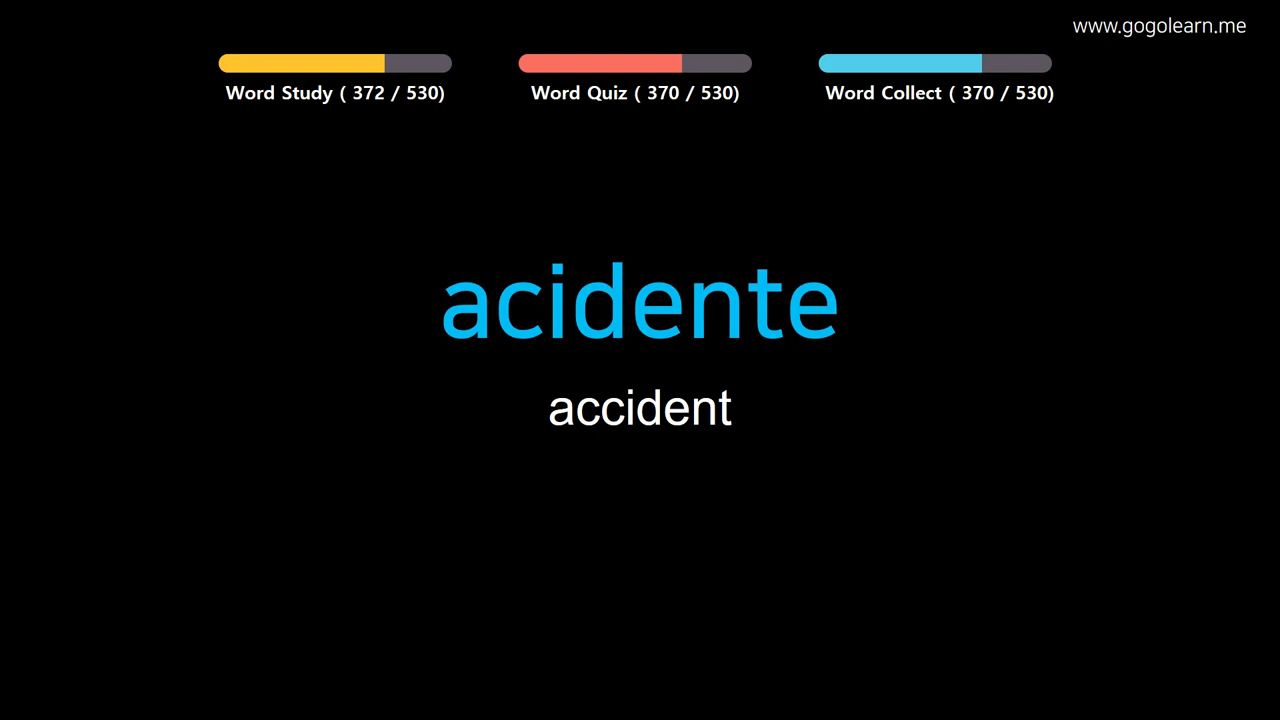 www.gogolearn.me
Word Study ( 372 / 530)
Word Quiz ( 370 / 530)
Word Collect ( 370 / 530)
acidente
accident